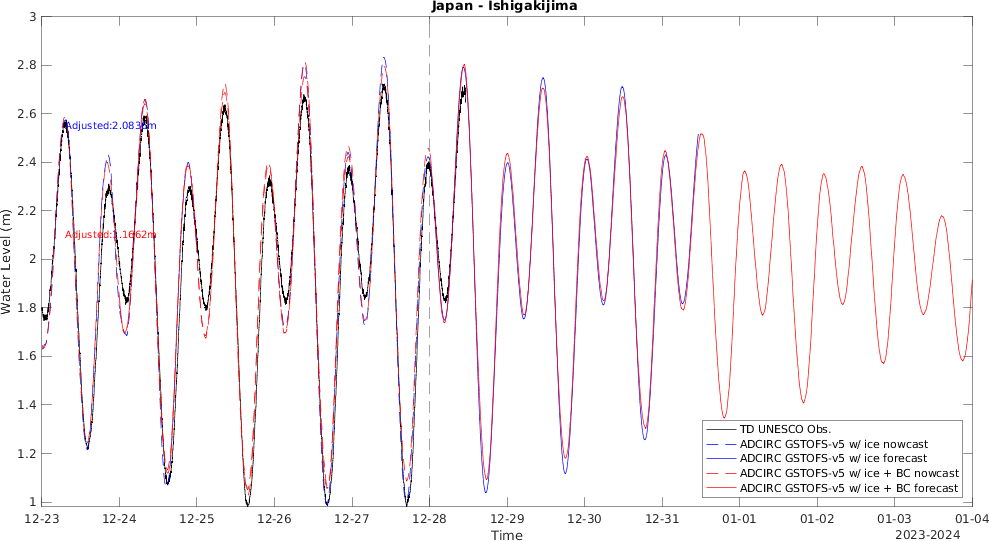 Japan - Ishigakijima
3
2.8
2.6
2.4
2.2
2
1.8
1.6
1.4
1.2
1
Water Level (m)
Adjusted:2.0835m
Adjusted:1.1662m
TD UNESCO Obs.
ADCIRC GSTOFS-v5 w/ ice nowcast
ADCIRC GSTOFS-v5 w/ ice forecast
ADCIRC GSTOFS-v5 w/ ice + BC nowcast
ADCIRC GSTOFS-v5 w/ ice + BC forecast
12-23 12-24 12-25 12-26 12-27 12-28 12-29 12-30 12-31 01-01 01-02 01-03 01-04
Time
2023-2024